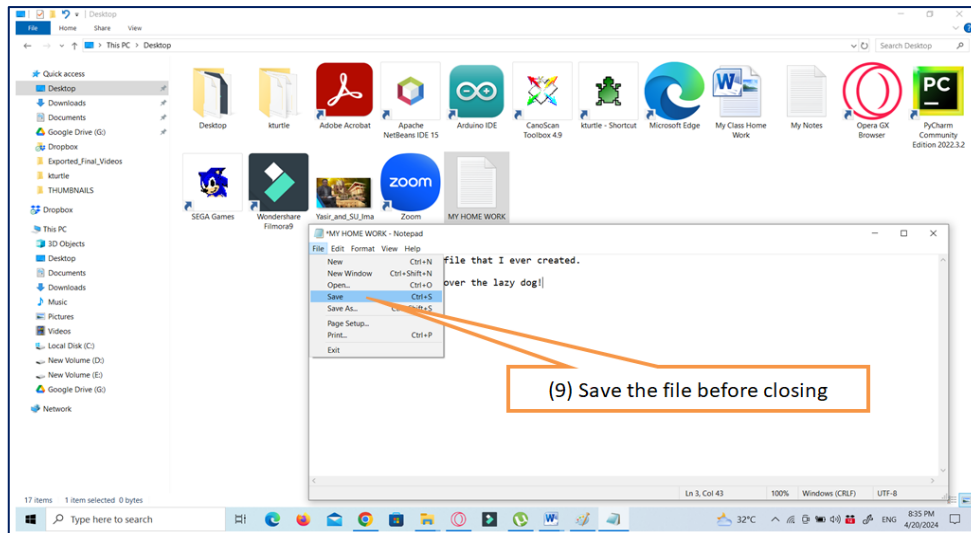 Desktop
File Home Share View
This PC > Desktop
Search Desktop
Quick access
Desktop
Downloads
Documents
Google Drive (G:)
Dropbox
Exported_Final_Videos
kturtle
THUMBNAILS
Dropbox
This PC
3D Objects
Desktop
Documents
Downloads
Music
Pictures
Videos
Local Disk (C:)
New Volume (D:)
New Volume (E:)
Google Drive (G:)
Network
Desktop
kturtle
Adobe Acrobat
Apache
NetBeans IDE 15
Arduino IDE
CanoScan
Toolbox 4.9
kturtle - Shortcut
Microsoft Edge
W
My Class Home
Work
My Notes
Opera GX
Browser
PC
PyCharm
Community
Edition 2022.3.2
SEGA Games
Wondershare
Filmora9
Yasir_and_SU_Ima
zoom
Zoom
MY HOME WORK
*MY HOME WORK - Notepad
File Edit Format View Help
file that I ever created.
over the lazy dog!
New Ctrl+N
New Window Ctrl+Shift+N
Open... Ctrl+O
Save Ctrl+S
Save As... Shift+S
Page Setup...
Print... Ctrl+P
Exit
(9) Save the file before closing
Ln 3, Col 43 100% Windows (CRLF) UTF-8
17 items 1 item selected 0 bytes
Type here to search
W
32°C
ENG
8:35 PM
4/20/2024